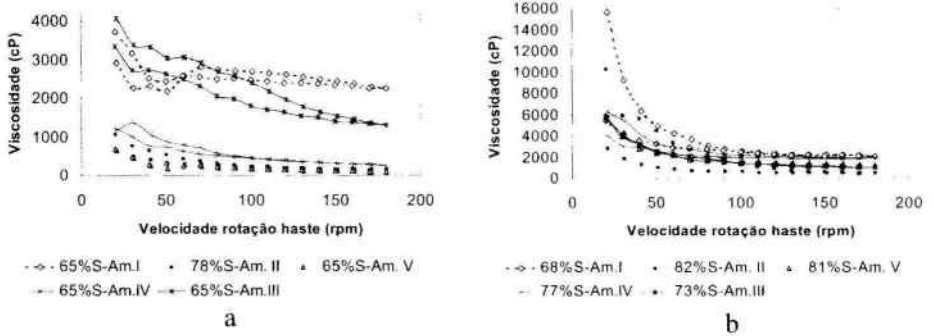 Viscosidade (cP)
4000
3000
2000
1000
0
0 50 100 150 200
Velocidade rotação haste (rpm)
65%S-Am.I 78%S-Am. II 65%S-Am. V
65%S-Am.IV 65%S-Am.III
a
Viscosidade (cP)
16000
14000
12000
10000
8000
6000
4000
2000
0
0 50 100 150 200
Velocidade rotação haste (rpm)
68%S-Am.I 82%S-Am. II 81%S-Am. V
77%S-Am.IV 73%S-Am.III
b